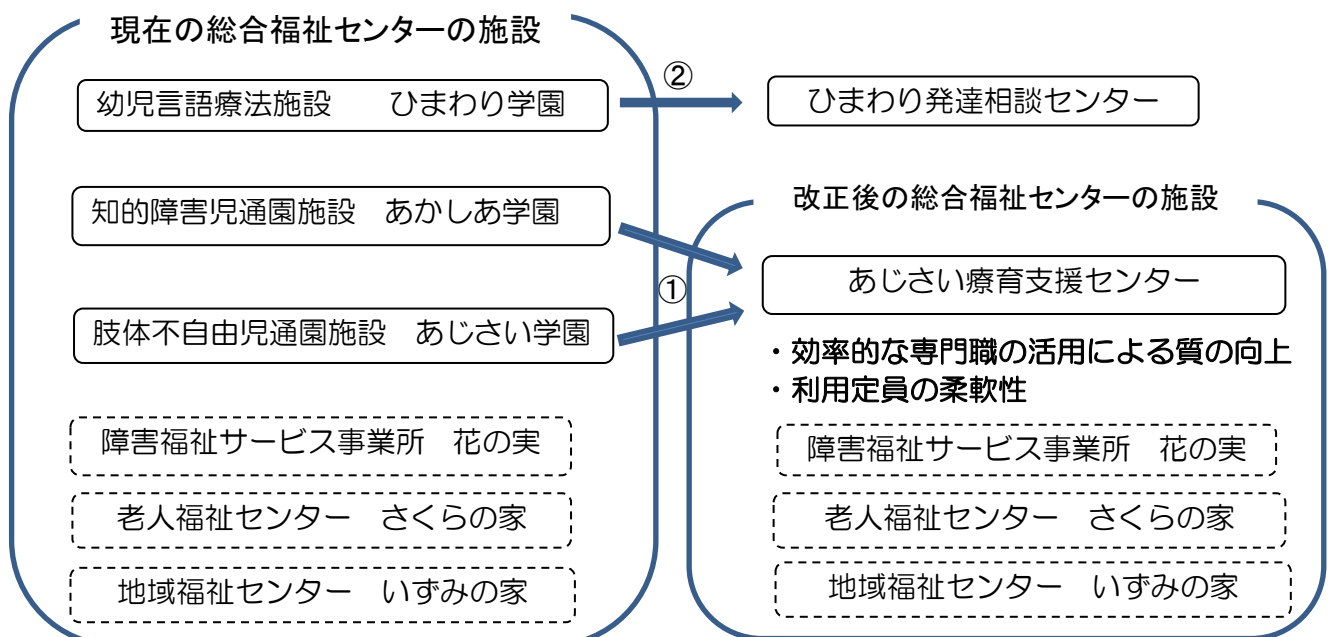 現在の総合福祉センターの施設
幼児言語療法施設　　ひまわり学園
②
ひまわり発達相談センター
知的障害児通園施設　あかしあ学園
改正後の総合福祉センターの施設
①
あじさい療育支援センター
肢体不自由児通園施設　あじさい学園
・効率的な専門職の活用による質の向上
・利用定員の柔軟性
障害福祉サービス事業所　花の実
障害福祉サービス事業所　花の実
老人福祉センター　さくらの家
老人福祉センター　さくらの家
地域福祉センター　いずみの家
地域福祉センター　いずみの家